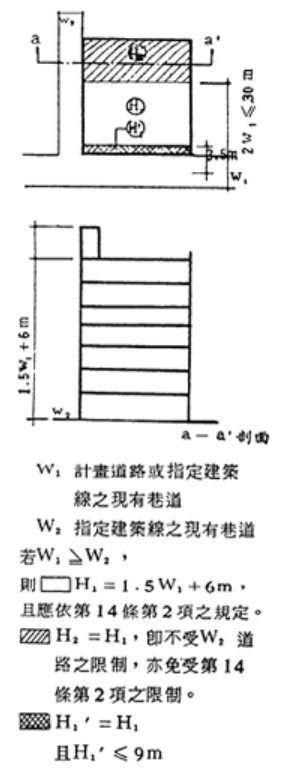 W₂
a
a'
H₂
H₁
H₁'
2W₁≦30m
3.5m
W₁
1.5W₁+6m
W₂
a－a'剖面
W₁ 計畫道路或指定建築
線之現有巷道
W₂ 指定建築線之現有巷道
若W₁≧W₂，
則 H₁=1.5W₁+6m，
且應依第14條第2項之規定。
H₂=H₁，即不受W₂ 道
路之限制，亦免受第14
條第2項之限制。
H₁'=H₁
且H₁'≤9m